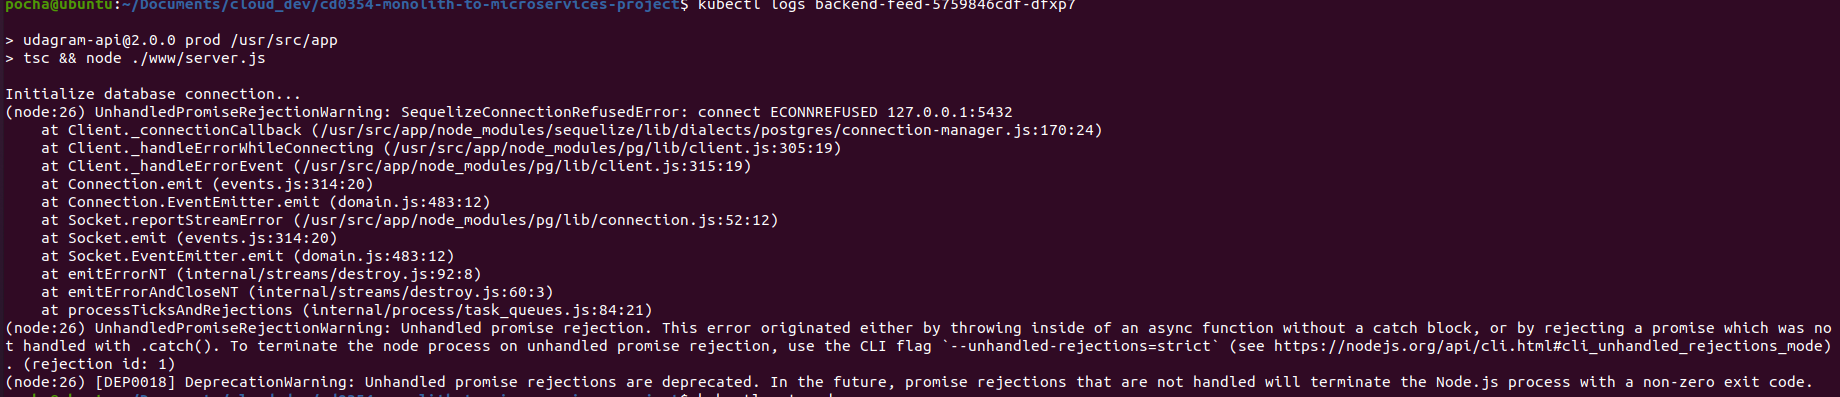 pocha@ubuntu:~/Documents/cloud_dev/cd0354-monolith-to-microservices-project$ kubectl logs backend-feed-5759846cdf-dfxp7
> udagram-api@2.0.0 prod /usr/src/app
> tsc && node ./www/server.js
Initialize database connection...
(node:26) UnhandledPromiseRejectionWarning: SequelizeConnectionRefusedError: connect ECONNREFUSED 127.0.0.1:5432
    at Client._connectionCallback (/usr/src/app/node_modules/sequelize/lib/dialects/postgres/connection-manager.js:170:24)
    at Client._handleErrorWhileConnecting (/usr/src/app/node_modules/pg/lib/client.js:305:19)
    at Client._handleErrorEvent (/usr/src/app/node_modules/pg/lib/client.js:315:19)
    at Connection.emit (events.js:314:20)
    at Connection.EventEmitter.emit (domain.js:483:12)
    at Socket.reportStreamError (/usr/src/app/node_modules/pg/lib/connection.js:52:12)
    at Socket.emit (events.js:314:20)
    at Socket.EventEmitter.emit (domain.js:483:12)
    at emitErrorNT (internal/streams/destroy.js:92:8)
    at emitErrorAndCloseNT (internal/streams/destroy.js:60:3)
    at processTicksAndRejections (internal/process/task_queues.js:84:21)
(node:26) UnhandledPromiseRejectionWarning: Unhandled promise rejection. This error originated either by throwing inside of an async function without a catch block, or by rejecting a promise which was no
t handled with .catch(). To terminate the node process on unhandled promise rejection, use the CLI flag `--unhandled-rejections=strict` (see https://nodejs.org/api/cli.html#cli_unhandled_rejections_mode)
. (rejection id: 1)
(node:26) [DEP0018] DeprecationWarning: Unhandled promise rejections are deprecated. In the future, promise rejections that are not handled will terminate the Node.js process with a non-zero exit code.